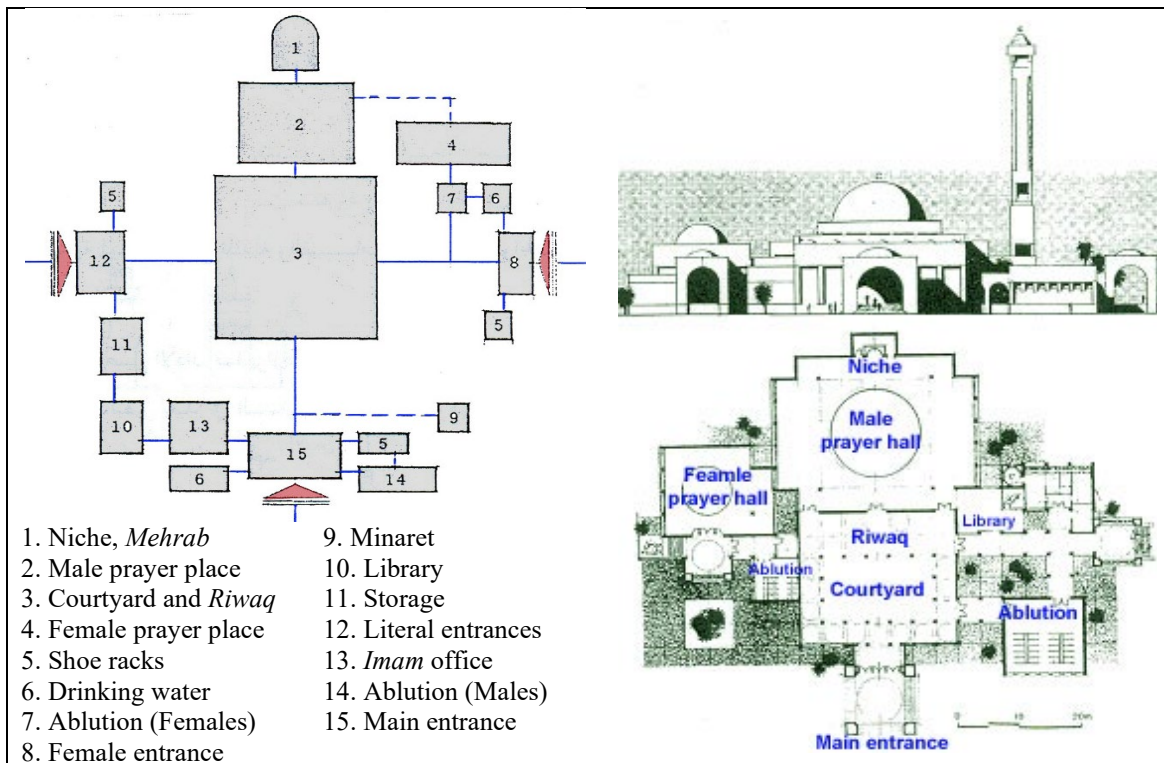 1
2
4
5
7
6
12
3
8
5
11
9
10
13
5
15
6
14
1. Niche, Mehrab
2. Male prayer place
3. Courtyard and Riwaq
4. Female prayer place
5. Shoe racks
6. Drinking water
7. Ablution (Females)
8. Female entrance
9. Minaret
10. Library
11. Storage
12. Literal entrances
13. Imam office
14. Ablution (Males)
15. Main entrance
Niche
Male
prayer hall
Feamle
prayer hall
Library
Riwaq
Ablution
Courtyard
Ablution
0 10 20m
Main entrance